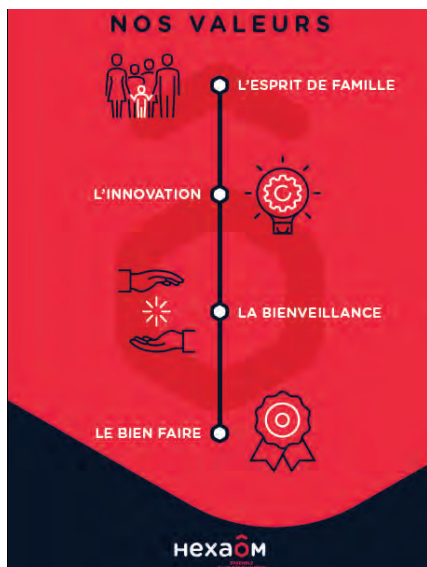 NOS VALEURS
L'ESPRIT DE FAMILLE
L'INNOVATION
LA BIENVEILLANCE
LE BIEN FAIRE
HEXAÔM